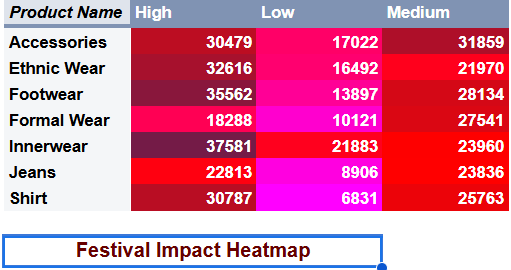 Product Name High Low Medium
Accessories 30479 17022 31859
Ethnic Wear 32616 16492 21970
Footwear 35562 13897 28134
Formal Wear 18288 10121 27541
Innerwear 37581 21883 23960
Jeans 22813 8906 23836
Shirt 30787 6831 25763
Festival Impact Heatmap